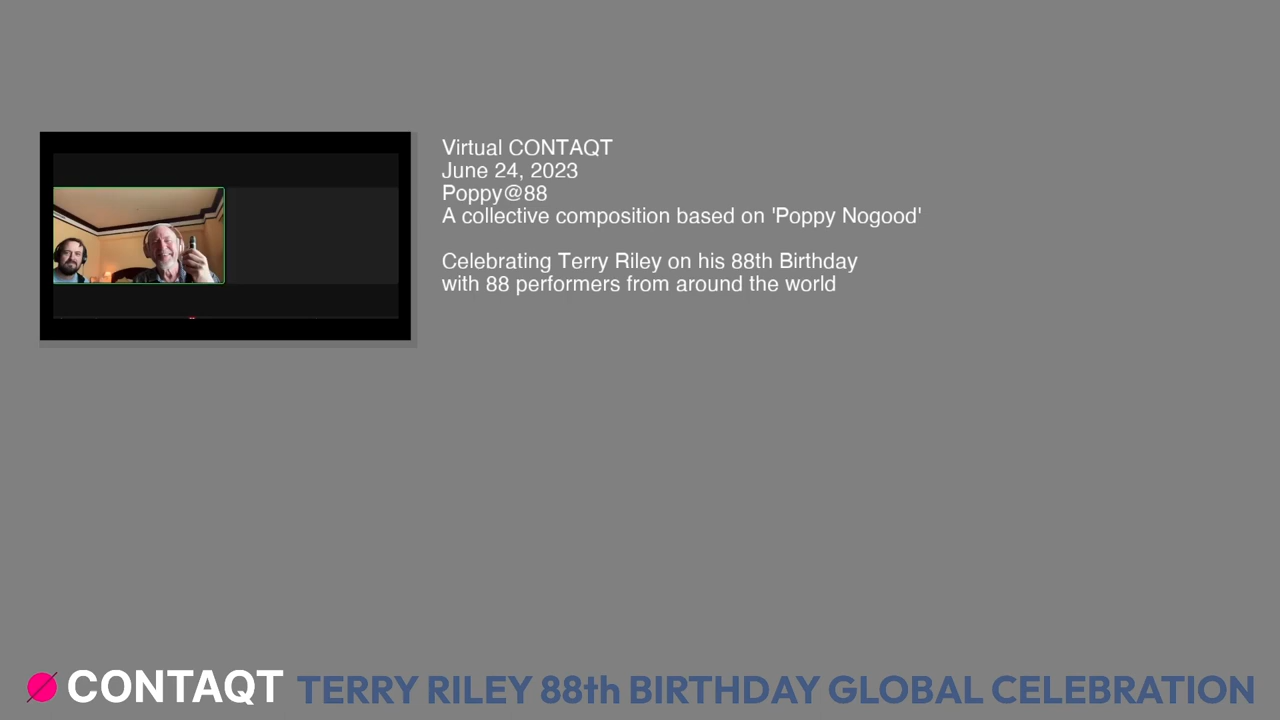 Virtual CONTAQT
June 24, 2023
Poppy@88
A collective composition based on 'Poppy Nogood'
Celebrating Terry Riley on his 88th Birthday
with 88 performers from around the world
CONTAQT TERRY RILEY 88th BIRTHDAY GLOBAL CELEBRATION